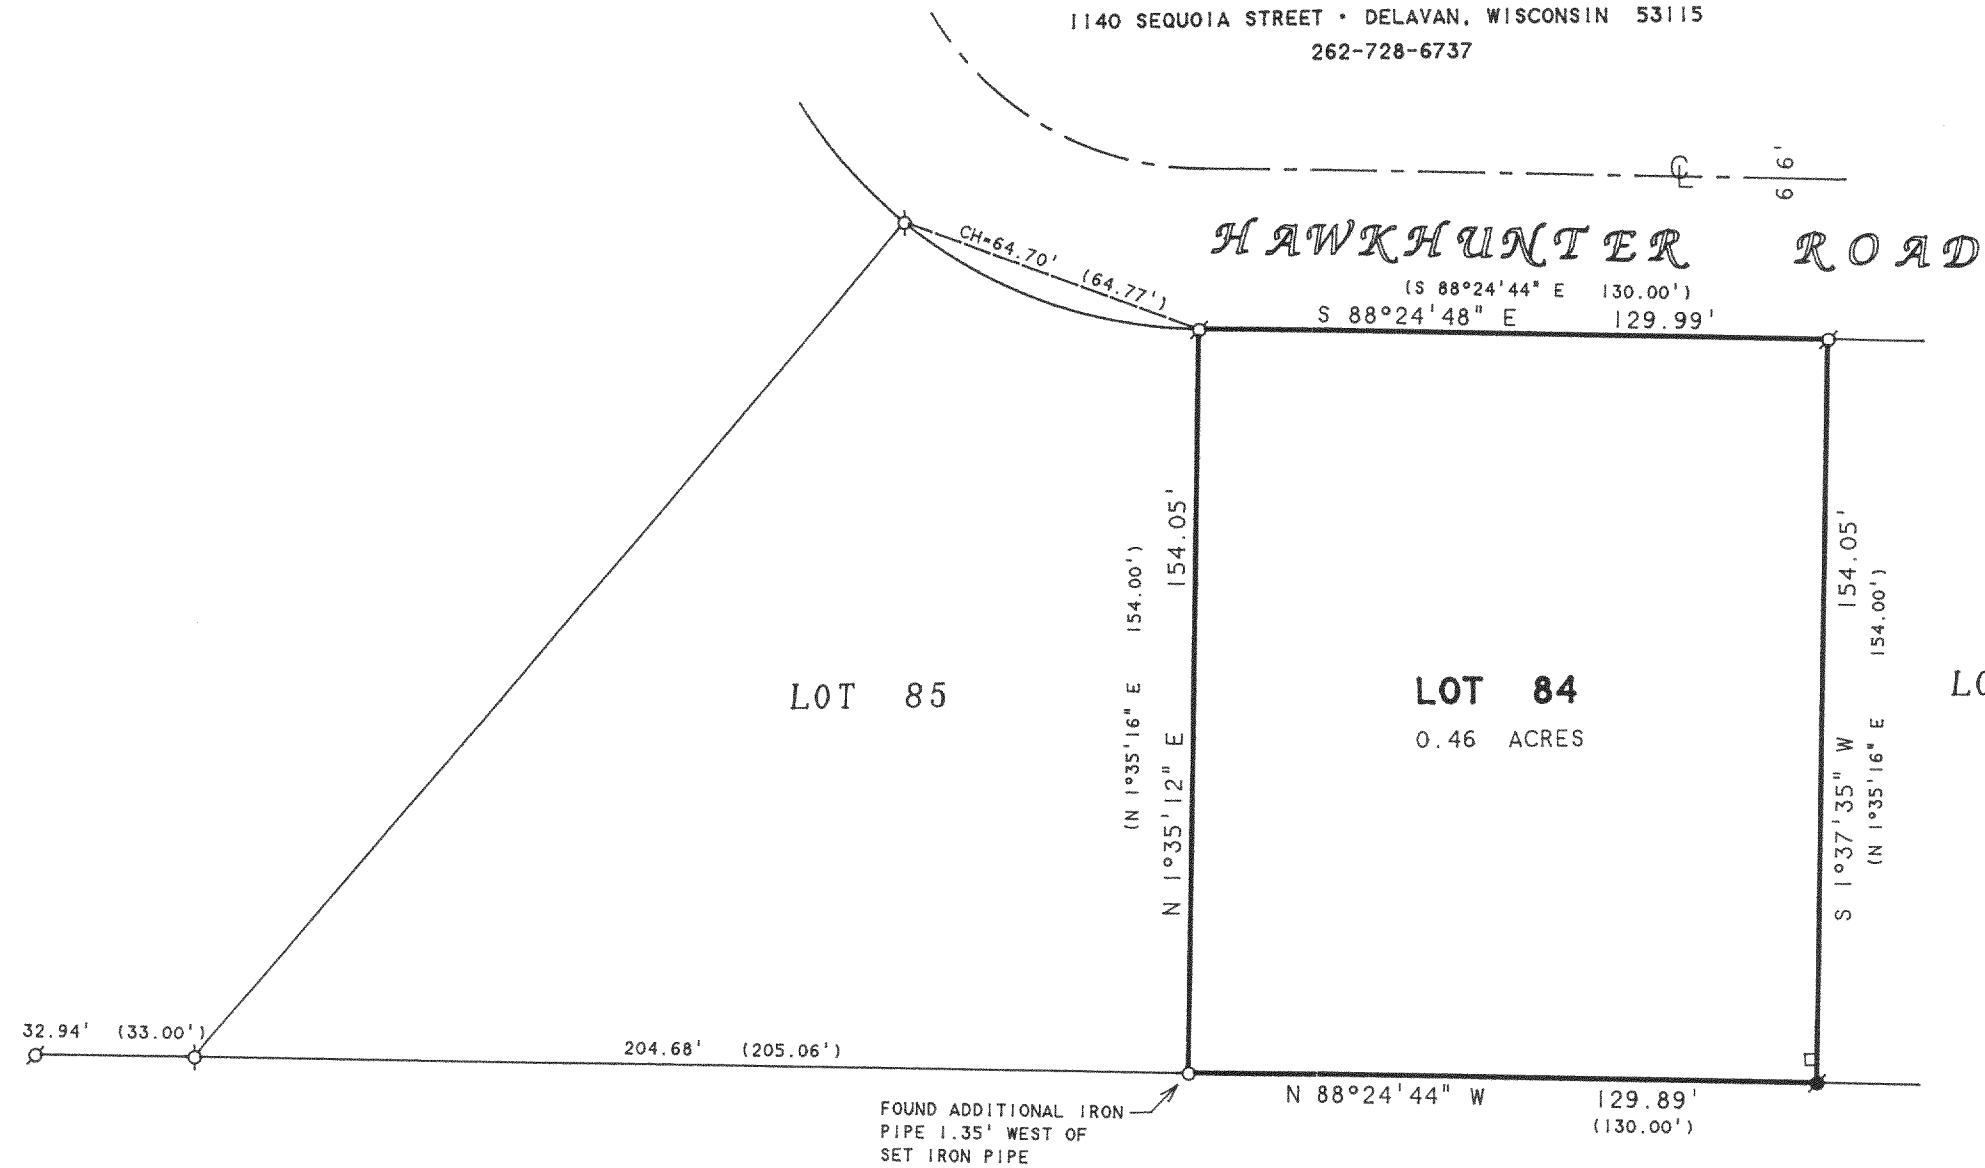 1140 SEQUOIA STREET • DELAVAN, WISCONSIN 53115
262-728-6737
℄
66'
HAWKHUNTER ROAD
CH=64.70' (64.77')
(S 88°24'44" E 130.00')
S 88°24'48" E 129.99'
(N 1°35'16" E 154.00')
N 1°35'12" E 154.05'
S 1°37'35" W 154.05'
(N 1°35'16" E 154.00')
LOT 85
LOT 84
0.46 ACRES
LO
32.94' (33.00')
204.68' (205.06')
N 88°24'44" W 129.89'
(130.00')
FOUND ADDITIONAL IRON
PIPE 1.35' WEST OF
SET IRON PIPE